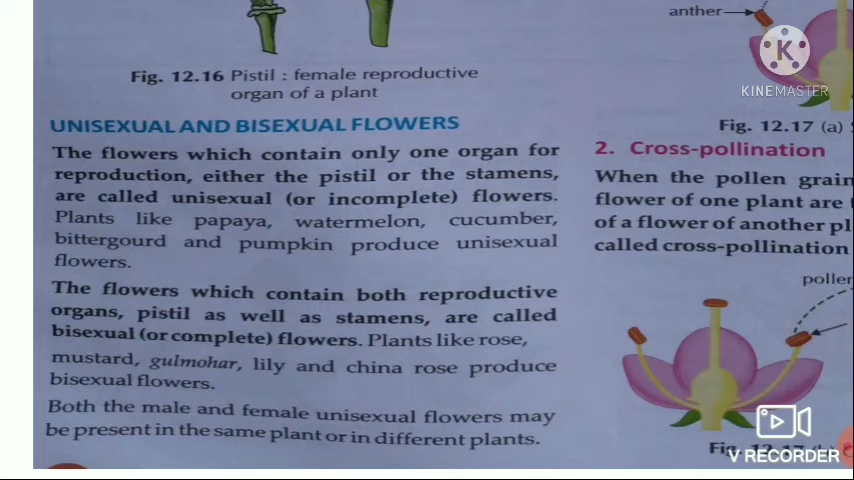 Fig. 12.16 Pistil : female reproductive
organ of a plant
UNISEXUAL AND BISEXUAL FLOWERS
The flowers which contain only one organ for
reproduction, either the pistil or the stamens,
are called unisexual (or incomplete) flowers.
Plants like papaya, watermelon, cucumber,
bittergourd and pumpkin produce unisexual
flowers.
The flowers which contain both reproductive
organs, pistil as well as stamens, are called
bisexual (or complete) flowers. Plants like rose,
mustard, gulmohar, lily and china rose produce
bisexual flowers.
Both the male and female unisexual flowers may
be present in the same plant or in different plants.
anther
KINEMASTER
Fig. 12.17 (a)
2. Cross-pollination
When the pollen grain
flower of one plant are
of a flower of another pl
called cross-pollination
pollen
Fig.
V RECORDER